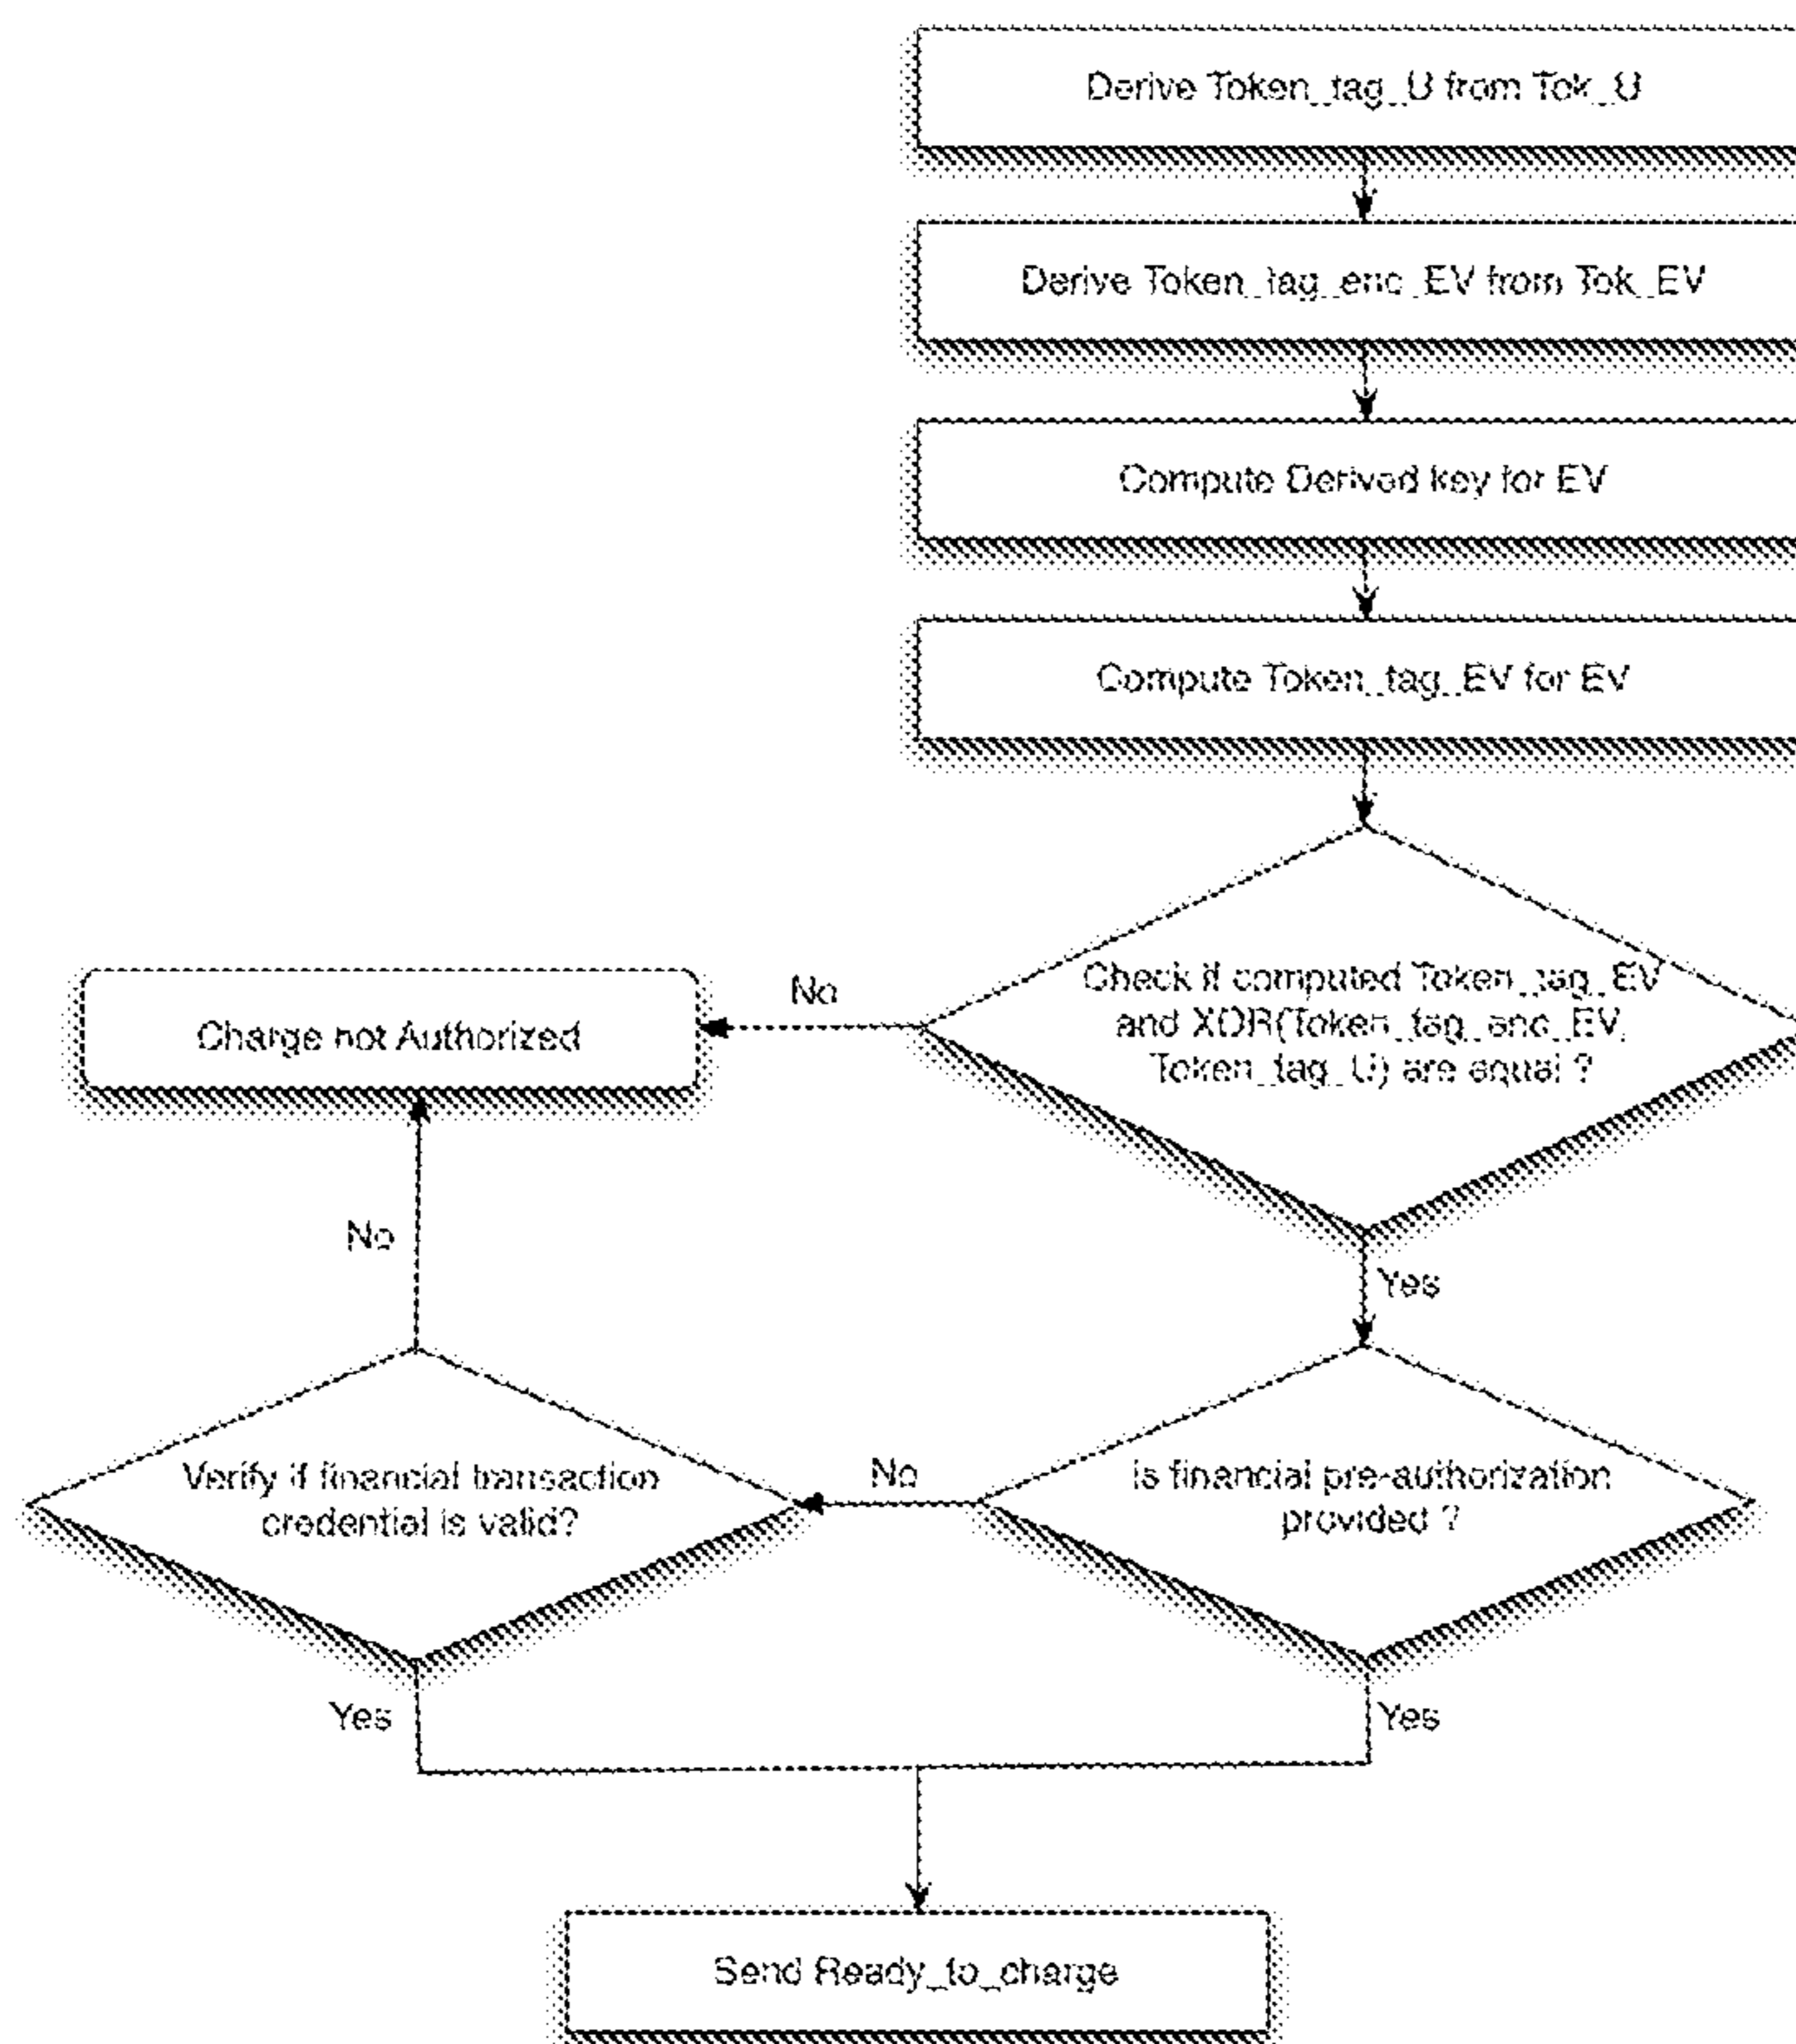 Derive Token_tag_U from Tok_U
Derive Token_tag_enc_EV from Tok_EV
Compute Derived key for EV
Compute Token_tag_EV for EV
Check if computed Token_tag_EV
and XOR(Token_tag_enc_EV,
Token_tag_U) are equal ?
No
Charge not Authorized
No
Yes
Verify if financial transaction
credential is valid?
No
Is financial pre-authorization
provided ?
Yes
Yes
Send Ready_to_charge